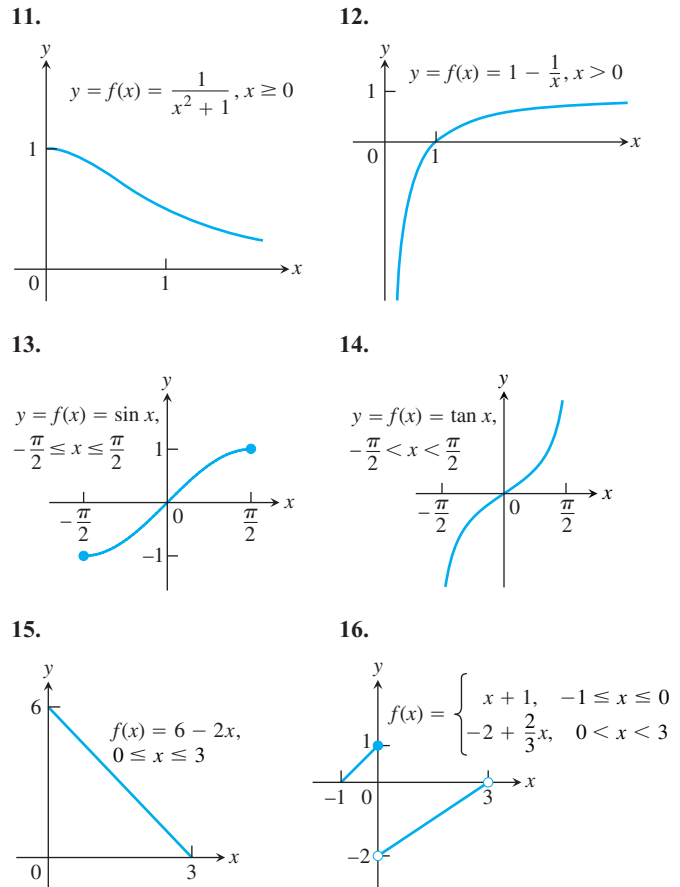 11.
y
y = f(x) = 1/(x² + 1), x ≥ 0
1
0
1
x
12.
y
y = f(x) = 1 − 1/x, x > 0
1
0
1
x
13.
y
y = f(x) = sin x,
−π/2 ≤ x ≤ π/2
1
−π/2
0
π/2
x
−1
14.
y
y = f(x) = tan x,
−π/2 < x < π/2
−π/2
0
π/2
x
15.
y
6
f(x) = 6 − 2x,
0 ≤ x ≤ 3
0
3
x
16.
y
f(x) = { x + 1, −1 ≤ x ≤ 0
−2 + 2/3 x, 0 < x < 3
1
−1
0
3
x
−2